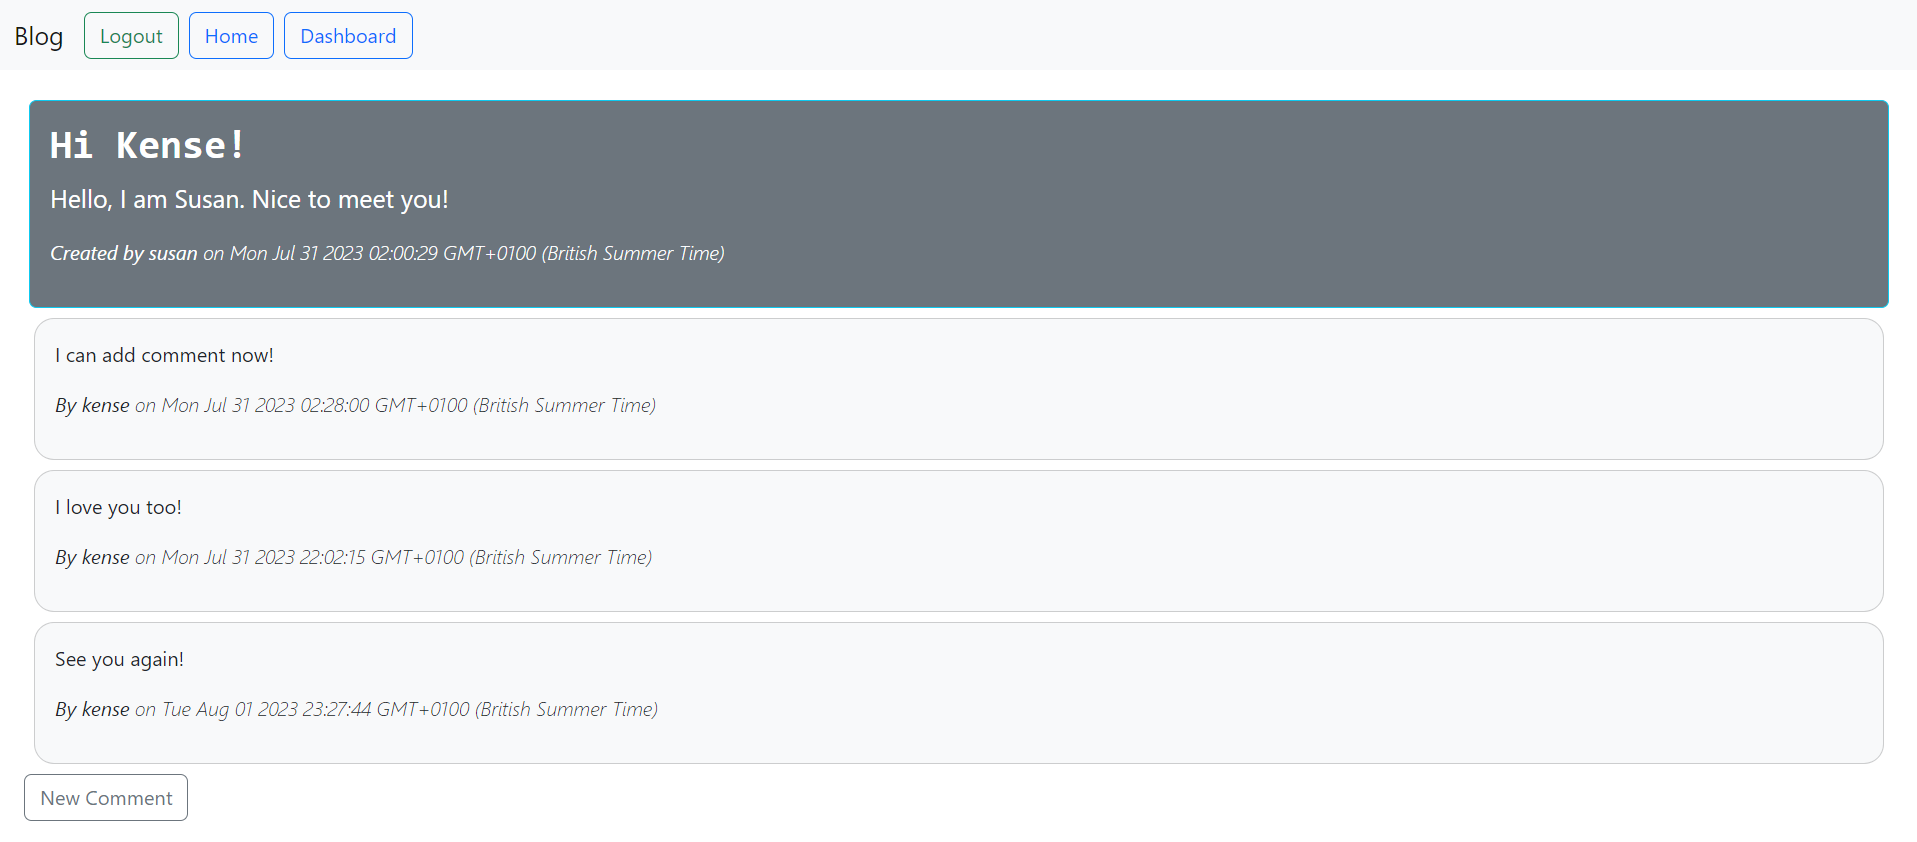 Blog Logout Home Dashboard
Hi Kense!
Hello, I am Susan. Nice to meet you!
Created by susan on Mon Jul 31 2023 02:00:29 GMT+0100 (British Summer Time)
I can add comment now!
By kense on Mon Jul 31 2023 02:28:00 GMT+0100 (British Summer Time)
I love you too!
By kense on Mon Jul 31 2023 22:02:15 GMT+0100 (British Summer Time)
See you again!
By kense on Tue Aug 01 2023 23:27:44 GMT+0100 (British Summer Time)
New Comment